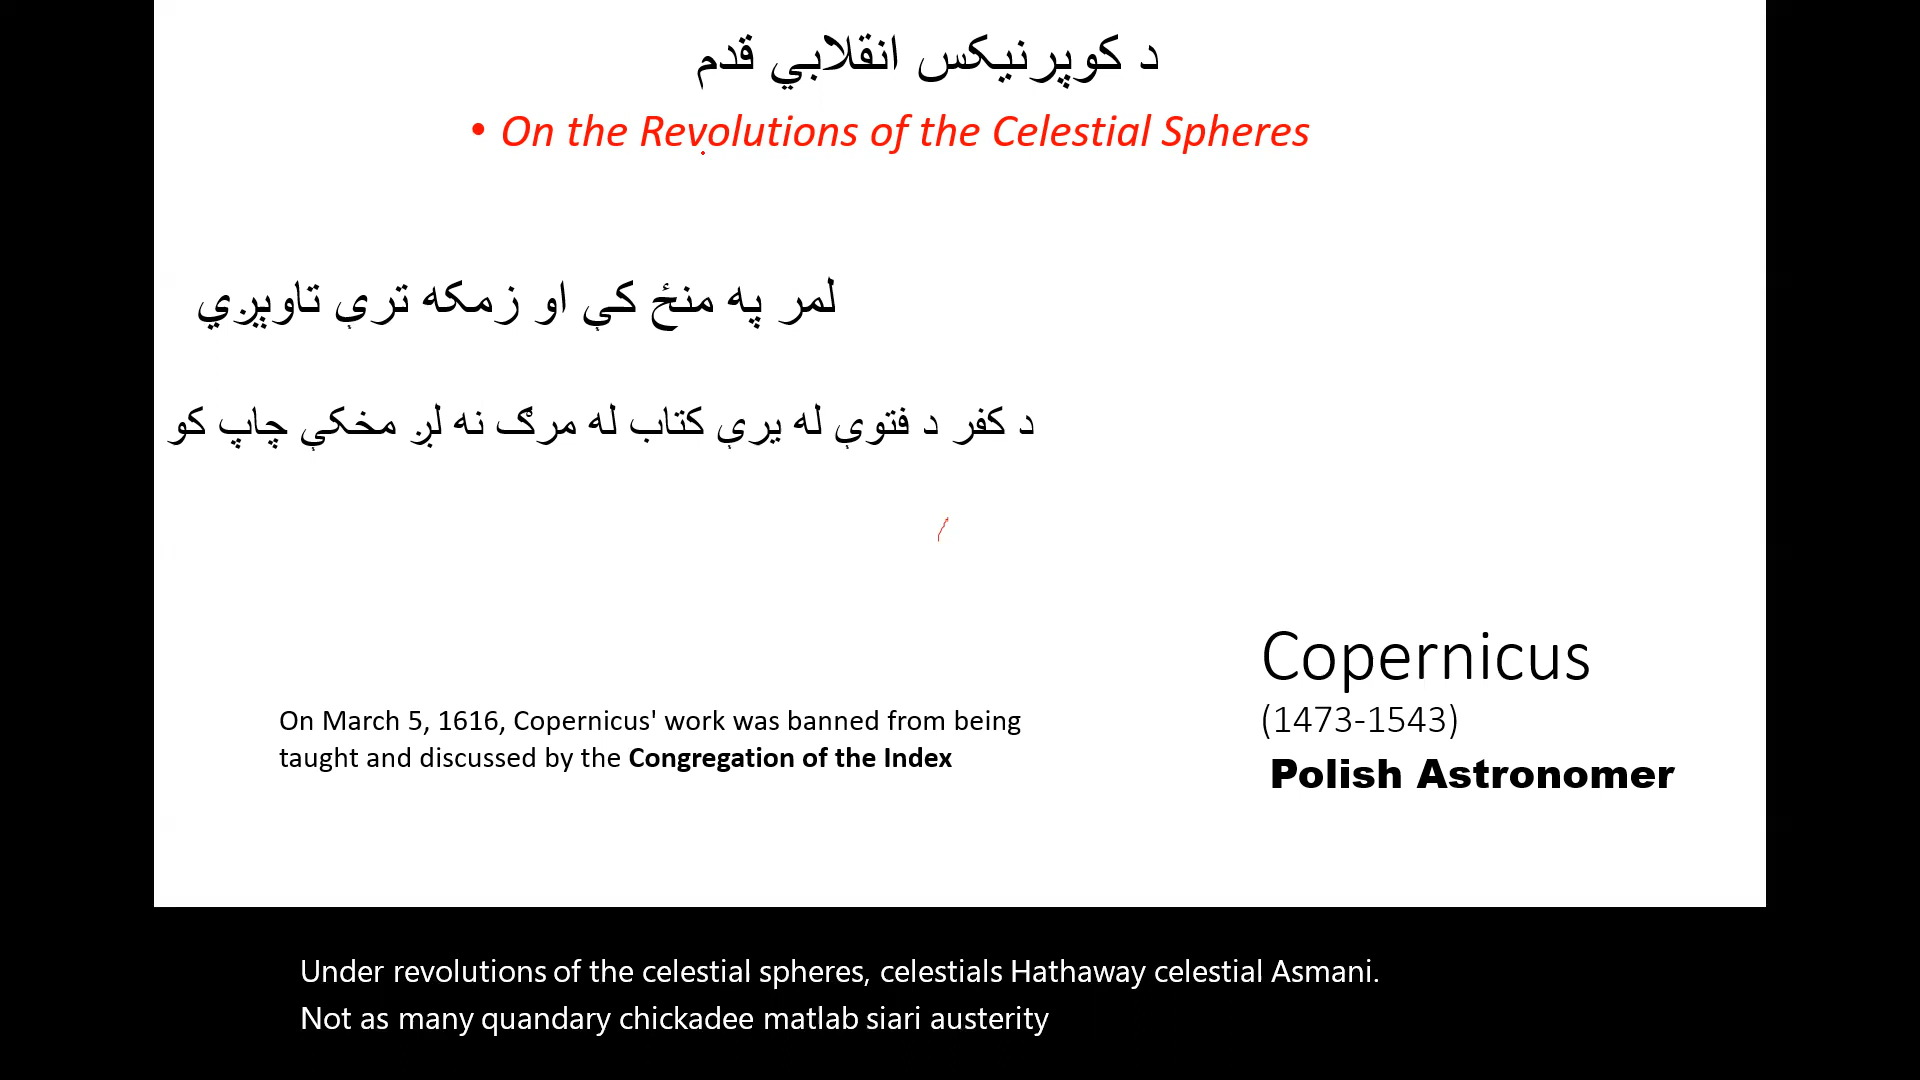 د کوپرنیکس انقلابي قدم
• On the Revolutions of the Celestial Spheres
لمر په منځ کې او زمکه ترې تاوېږي
د کفر د فتوې له یرې کتاب له مرګ نه لږ مخکې چاپ کو
On March 5, 1616, Copernicus' work was banned from being
taught and discussed by the Congregation of the Index
Copernicus
(1473-1543)
Polish Astronomer
Under revolutions of the celestial spheres, celestials Hathaway celestial Asmani.
Not as many quandary chickadee matlab siari austerity